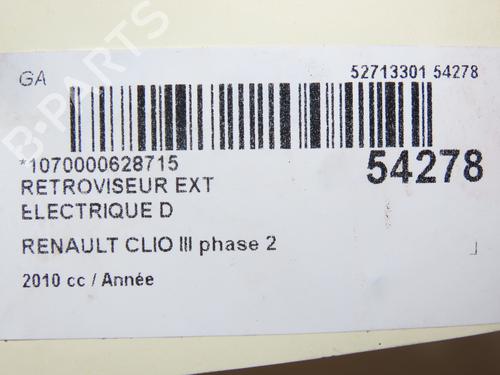 GA
52713301 54278
*1070000628715
54278
RETROVISEUR EXT
ELECTRIQUE D
RENAULT CLIO III phase 2
2010 cc / Année
B-PARTS